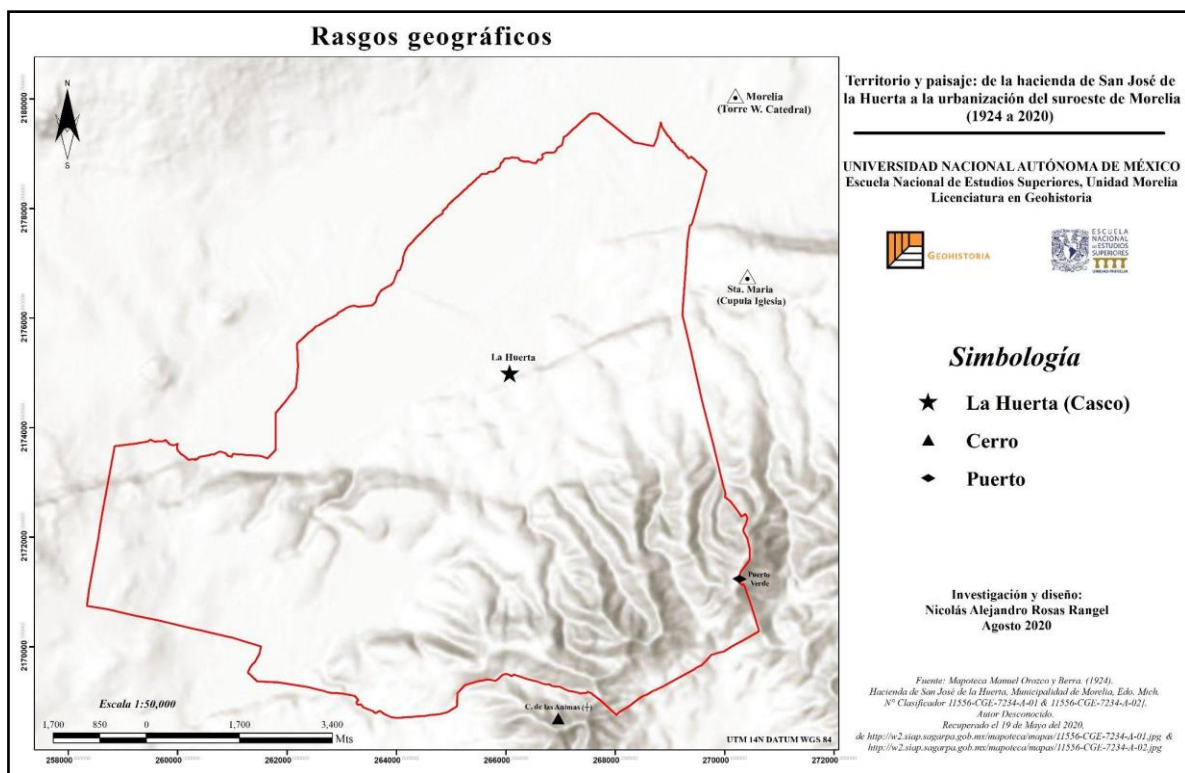 Rasgos geográficos
N
S
Morelia
(Torre W. Catedral)
Sta. Maria
(Cupula Iglesia)
La Huerta
Puerto
Verde
C. de las Animas (┼)
Escala 1:50,000
1,700 850 0 1,700 3,400
Mts
UTM 14N DATUM WGS 84
2180000
2178000
2176000
2174000
2172000
2170000
258000 260000 262000 264000 266000 268000 270000 272000
Territorio y paisaje: de la hacienda de San José de
la Huerta a la urbanización del suroeste de Morelia
(1924 a 2020)
UNIVERSIDAD NACIONAL AUTÓNOMA DE MÉXICO
Escuela Nacional de Estudios Superiores, Unidad Morelia
Licenciatura en Geohistoria
GEOHISTORIA
ESCUELA
NACIONAL
DE ESTUDIOS
SUPERIORES
UNIDAD MORELIA
Simbología
La Huerta (Casco)
Cerro
Puerto
Investigación y diseño:
Nicolás Alejandro Rosas Rangel
Agosto 2020
Fuente: Mapoteca Manuel Orozco y Berra. (1924).
Hacienda de San José de la Huerta, Municipalidad de Morelia, Edo. Mich.
N° Clasificador 11556-CGE-7234-A-01 & 11556-CGE-7234-A-02].
Autor Desconocido.
Recuperado el 19 de Mayo del 2020,
de http://w2.siap.sagarpa.gob.mx/mapoteca/mapas/11556-CGE-7234-A-01.jpg &
http://w2.siap.sagarpa.gob.mx/mapoteca/mapas/11556-CGE-7234-A-02.jpg